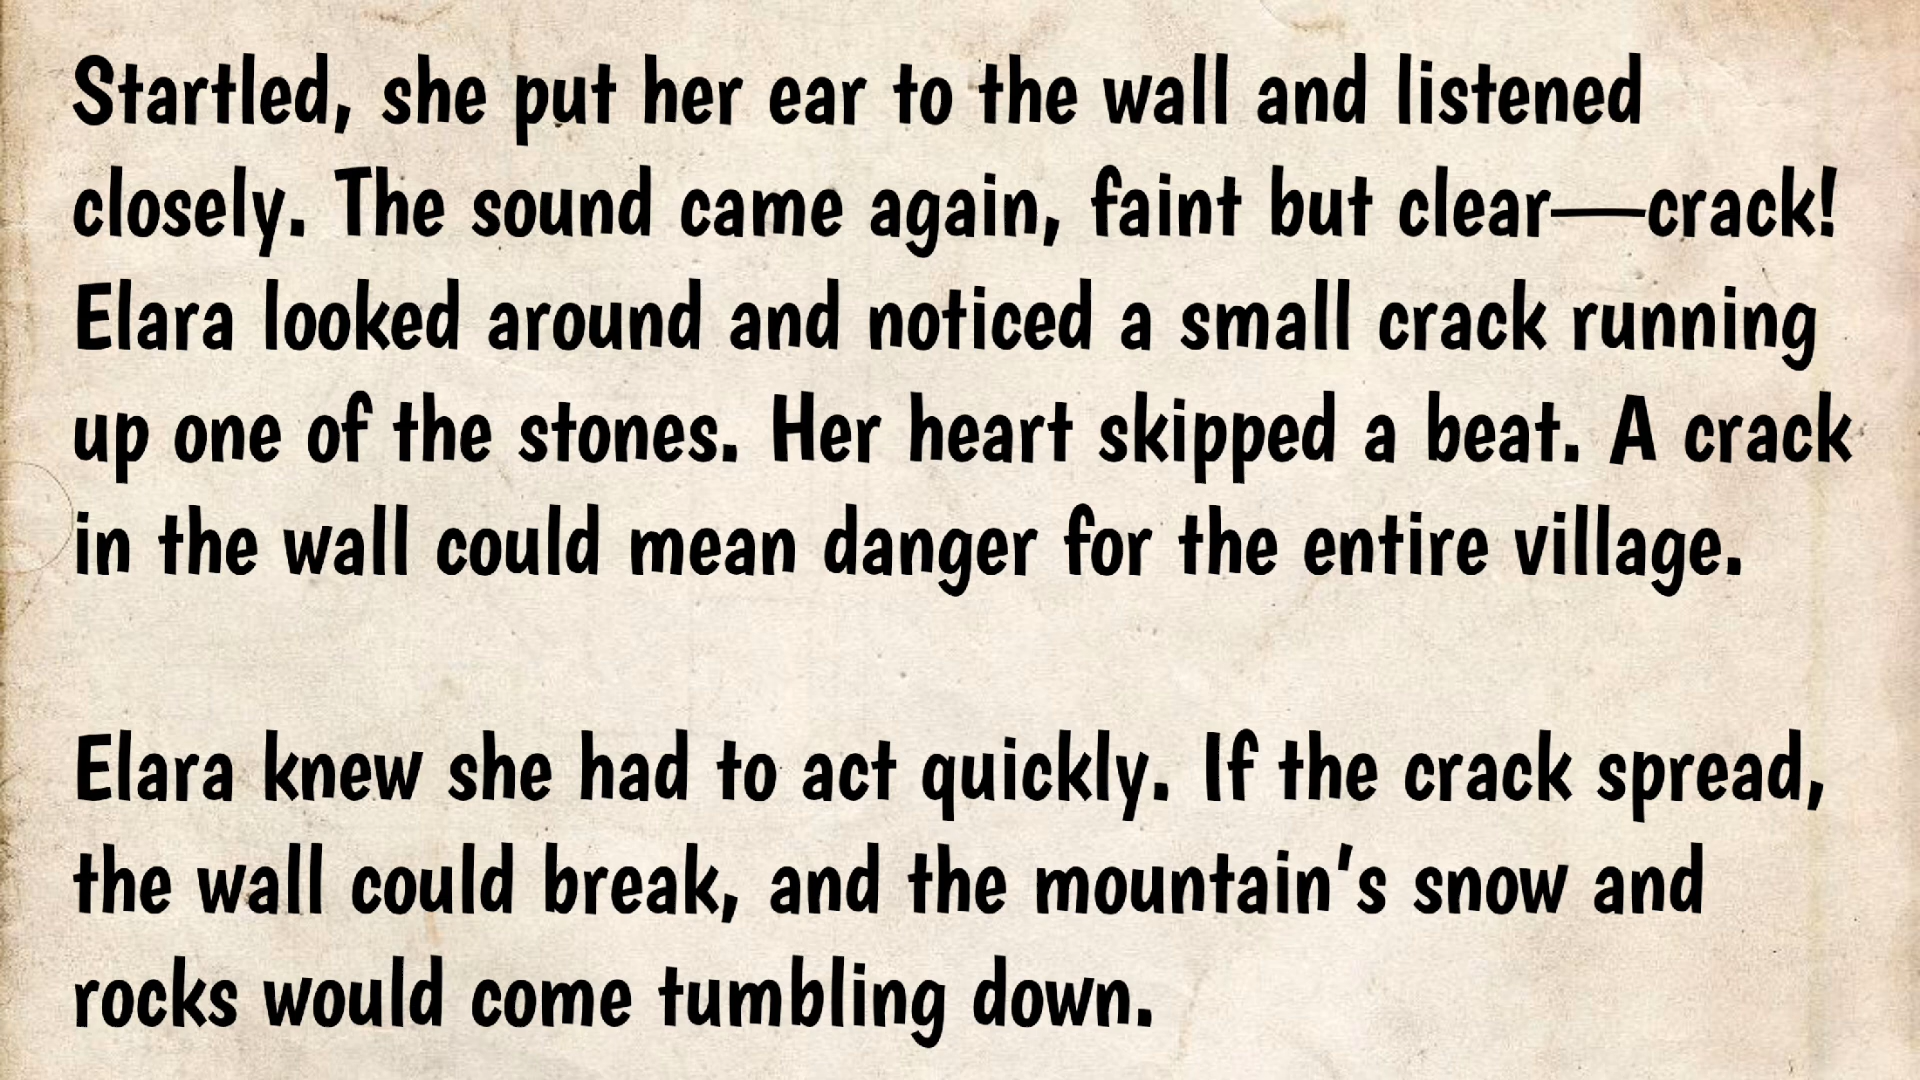 Startled, she put her ear to the wall and listened
closely. The sound came again, faint but clear—crack!
Elara looked around and noticed a small crack running
up one of the stones. Her heart skipped a beat. A crack
in the wall could mean danger for the entire village.
Elara knew she had to act quickly. If the crack spread,
the wall could break, and the mountain's snow and
rocks would come tumbling down.